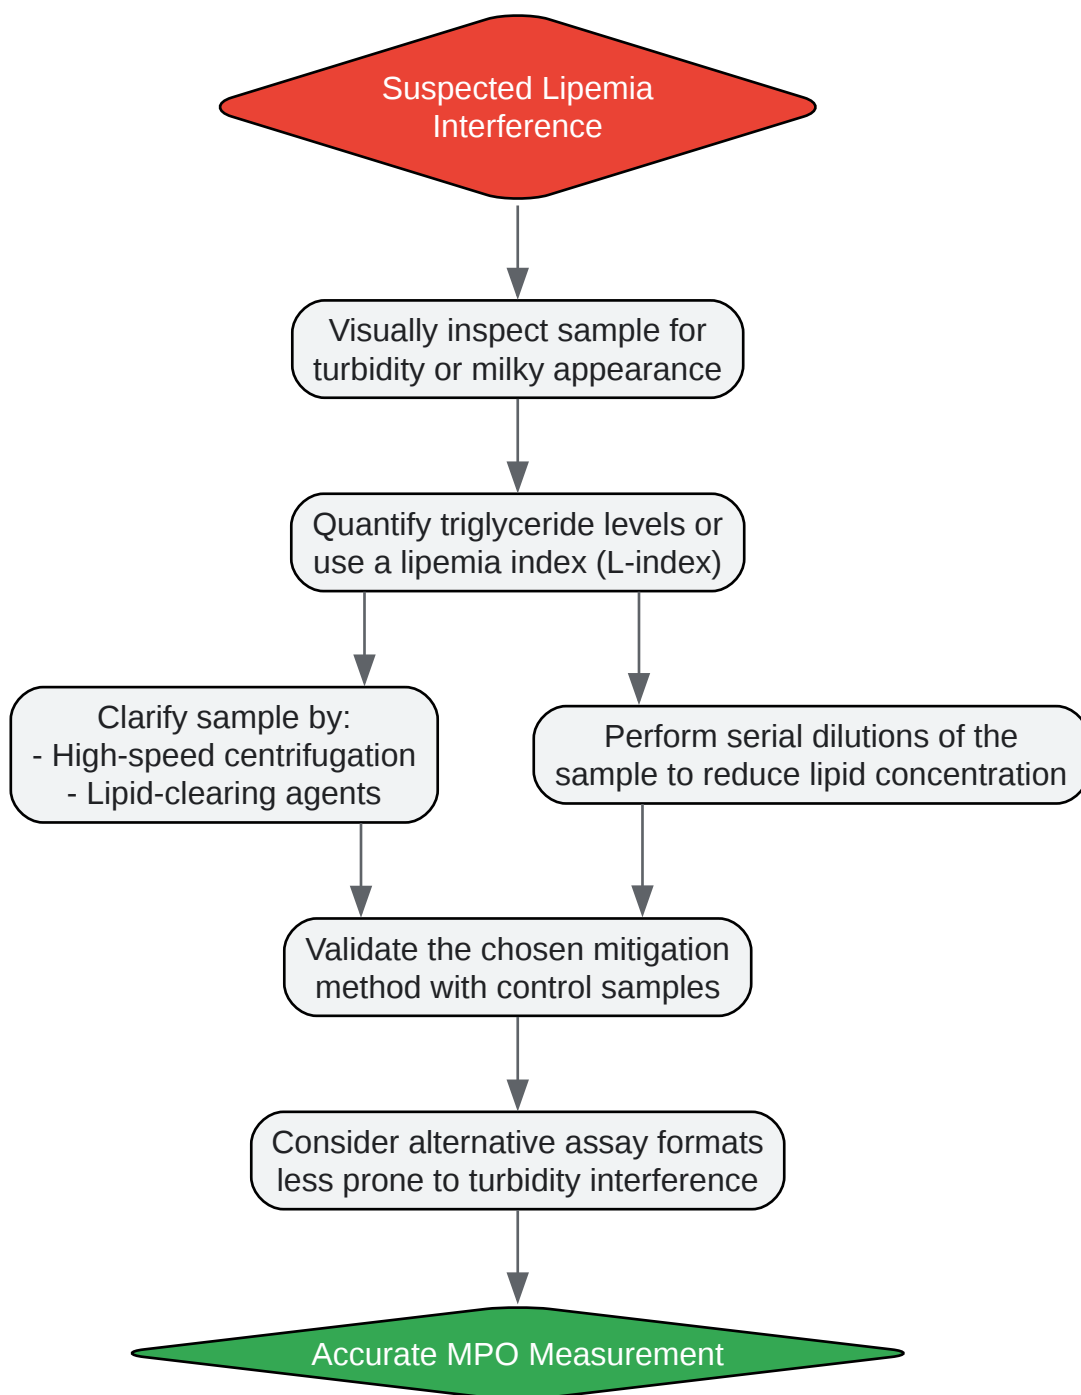 Suspected Lipemia
Interference
Visually inspect sample for
turbidity or milky appearance
Quantify triglyceride levels or
use a lipemia index (L-index)
Clarify sample by:
- High-speed centrifugation
- Lipid-clearing agents
Perform serial dilutions of the
sample to reduce lipid concentration
Validate the chosen mitigation
method with control samples
Consider alternative assay formats
less prone to turbidity interference
Accurate MPO Measurement